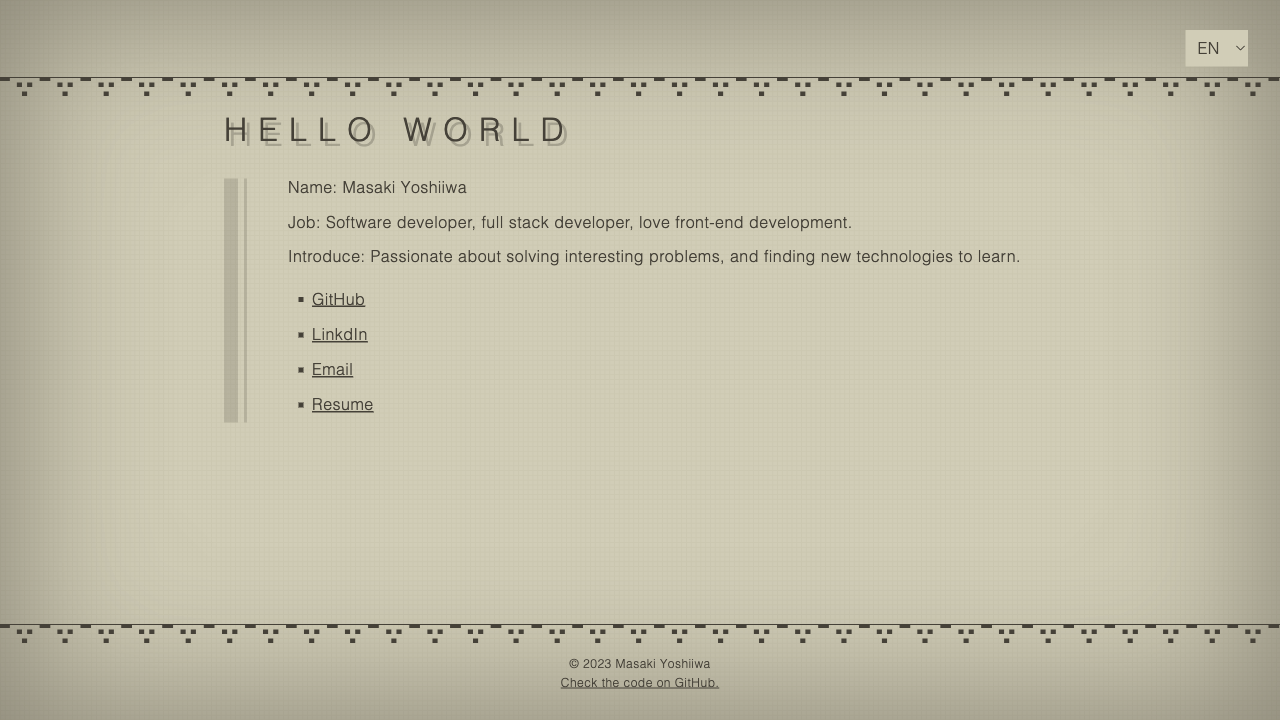 EN
HELLO WORLD
Name: Masaki Yoshiiwa
Job: Software developer, full stack developer, love front-end development.
Introduce: Passionate about solving interesting problems, and finding new technologies to learn.
GitHub
LinkdIn
Email
Resume
© 2023 Masaki Yoshiiwa
Check the code on GitHub.